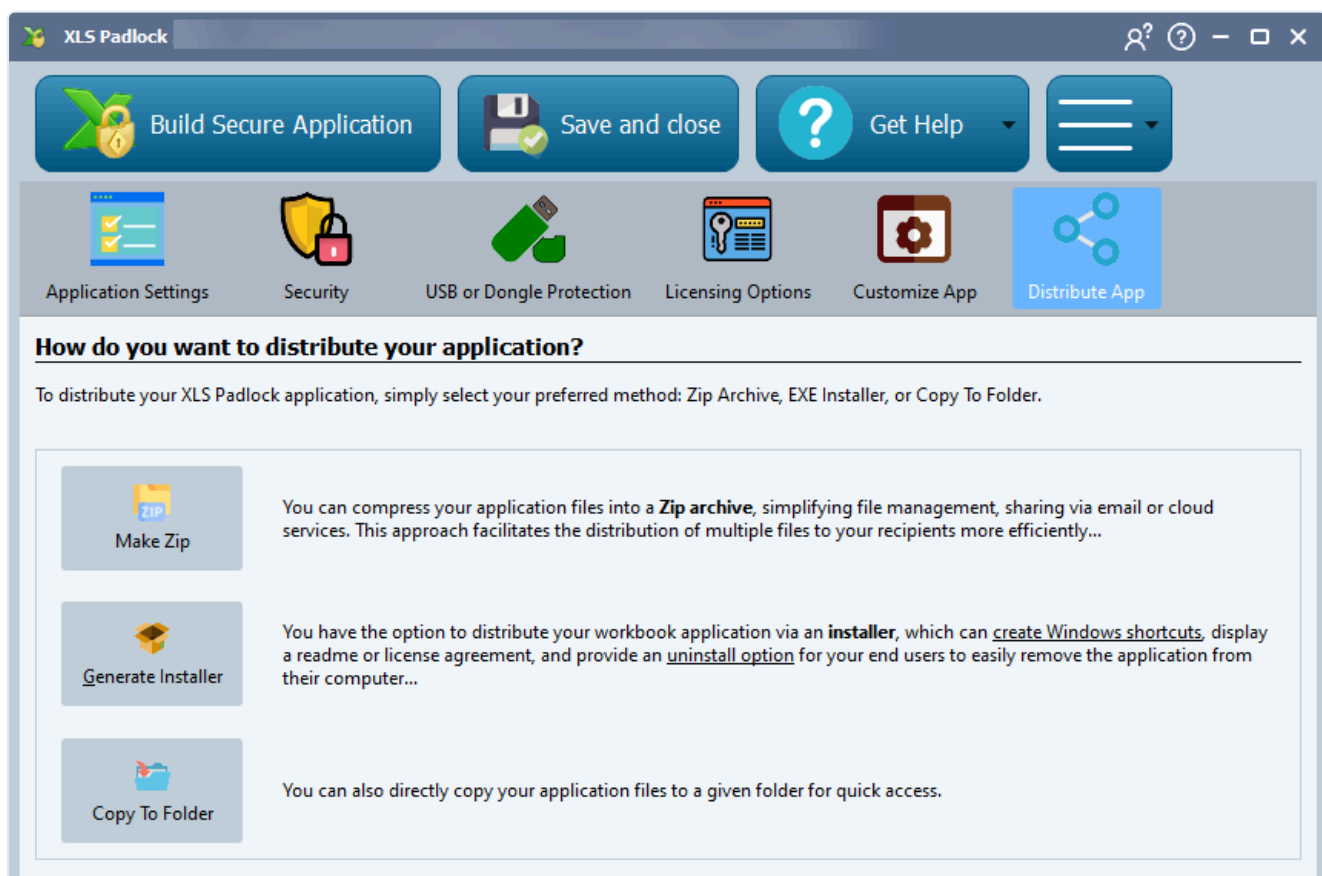 XLS Padlock
Build Secure Application
Save and close
Get Help
Application Settings
Security
USB or Dongle Protection
Licensing Options
Customize App
Distribute App
How do you want to distribute your application?
To distribute your XLS Padlock application, simply select your preferred method: Zip Archive, EXE Installer, or Copy To Folder.
ZIP
Make Zip
You can compress your application files into a Zip archive, simplifying file management, sharing via email or cloud
services. This approach facilitates the distribution of multiple files to your recipients more efficiently...
Generate Installer
You have the option to distribute your workbook application via an installer, which can create Windows shortcuts, display
a readme or license agreement, and provide an uninstall option for your end users to easily remove the application from
their computer...
Copy To Folder
You can also directly copy your application files to a given folder for quick access.